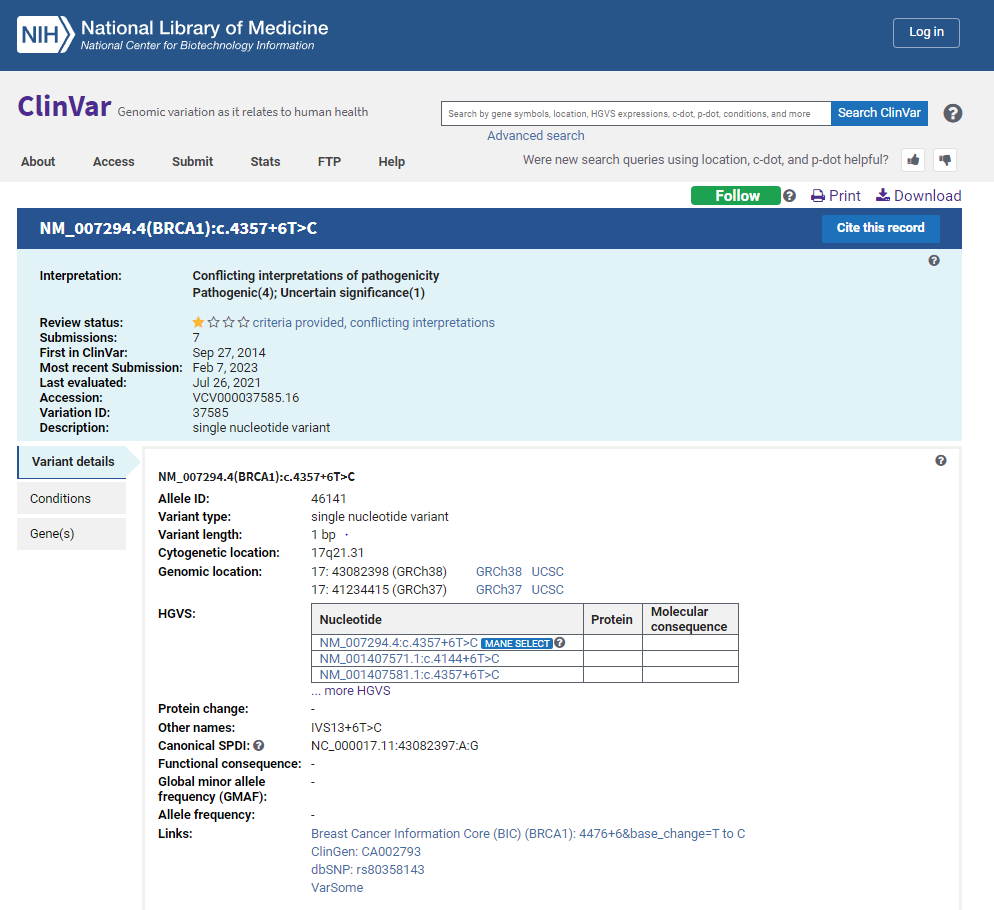 NIH National Library of Medicine
National Center for Biotechnology Information
Log in
ClinVar Genomic variation as it relates to human health
Search by gene symbols, location, HGVS expressions, c-dot, p-dot, conditions, and more
Search ClinVar
?
Advanced search
About Access Submit Stats FTP Help
Were new search queries using location, c-dot, and p-dot helpful?
Follow ? Print Download
NM_007294.4(BRCA1):c.4357+6T>C
Cite this record
?
Interpretation: Conflicting interpretations of pathogenicity
Pathogenic(4); Uncertain significance(1)
Review status: criteria provided, conflicting interpretations
Submissions: 7
First in ClinVar: Sep 27, 2014
Most recent Submission: Feb 7, 2023
Last evaluated: Jul 26, 2021
Accession: VCV000037585.16
Variation ID: 37585
Description: single nucleotide variant
Variant details
Conditions
Gene(s)
?
NM_007294.4(BRCA1):c.4357+6T>C
Allele ID: 46141
Variant type: single nucleotide variant
Variant length: 1 bp
Cytogenetic location: 17q21.31
Genomic location: 17: 43082398 (GRCh38) GRCh38 UCSC
17: 41234415 (GRCh37) GRCh37 UCSC
HGVS:
Nucleotide Protein Molecular consequence
NM_007294.4:c.4357+6T>C MANE SELECT ?
NM_001407571.1:c.4144+6T>C
NM_001407581.1:c.4357+6T>C
... more HGVS
Protein change: -
Other names: IVS13+6T>C
Canonical SPDI: ? NC_000017.11:43082397:A:G
Functional consequence: -
Global minor allele frequency (GMAF): -
Allele frequency: -
Links: Breast Cancer Information Core (BIC) (BRCA1): 4476+6&base_change=T to C
ClinGen: CA002793
dbSNP: rs80358143
VarSome